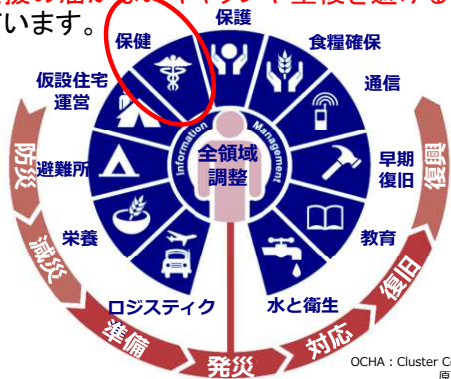 ています。
保護
保健
食糧確保
仮設住宅
運営
通信
Information
Management
全領域
調整
避難所
早期
復旧
栄養
教育
ロジスティク
水と衛生
防災
減災
準備
発災
対応
復旧
復興
OCHA : Cluster